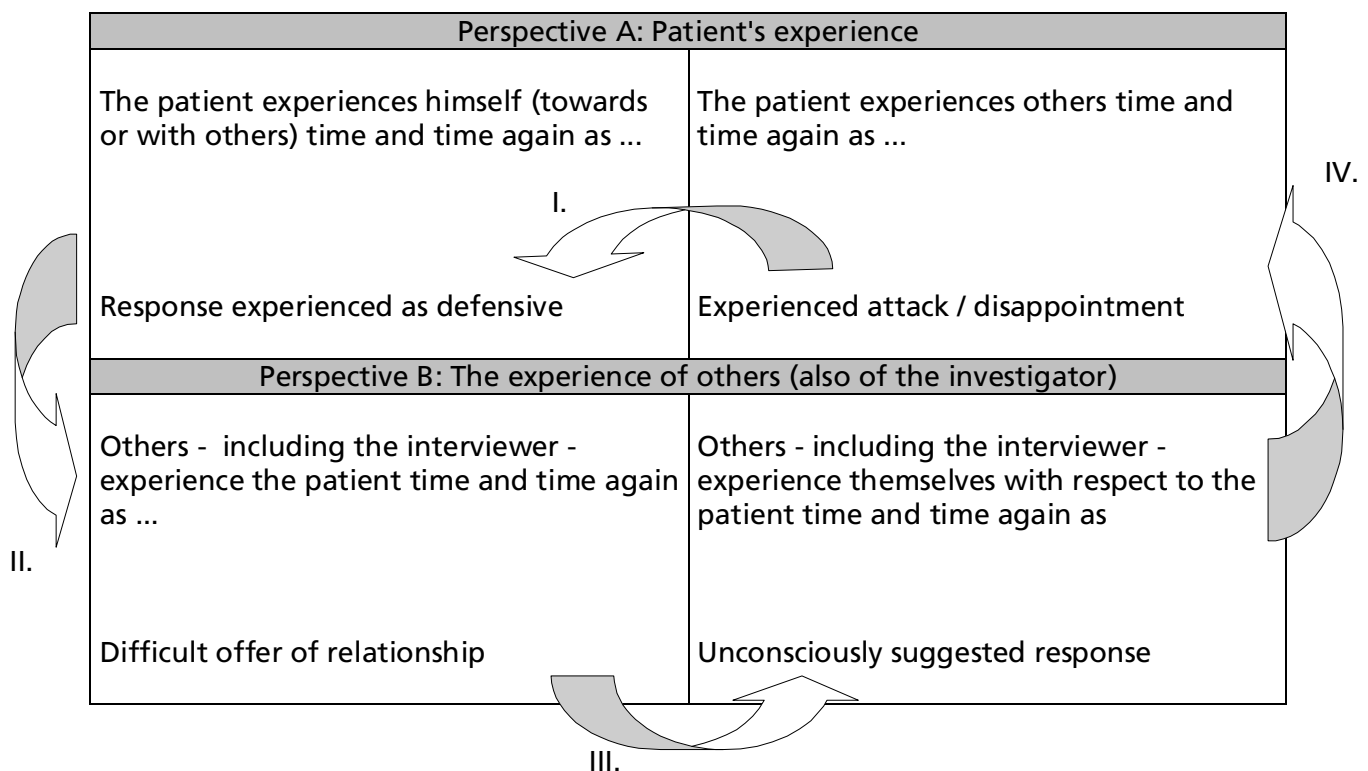 Perspective A: Patient's experience
The patient experiences himself (towards
or with others) time and time again as ...
The patient experiences others time and
time again as ...
IV.
I.
Response experienced as defensive
Experienced attack / disappointment
Perspective B: The experience of others (also of the investigator)
Others - including the interviewer -
experience the patient time and time again
as ...
Others - including the interviewer -
experience themselves with respect to the
patient time and time again as
II.
Difficult offer of relationship
Unconsciously suggested response
III.